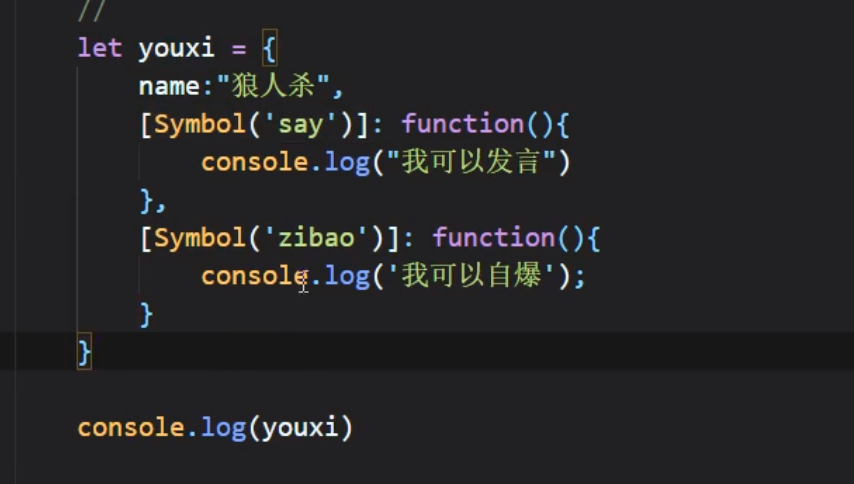 //
let youxi = {
name:"狼人杀",
[Symbol('say')]: function(){
console.log("我可以发言")
},
[Symbol('zibao')]: function(){
console.log('我可以自爆');
}
}
console.log(youxi)